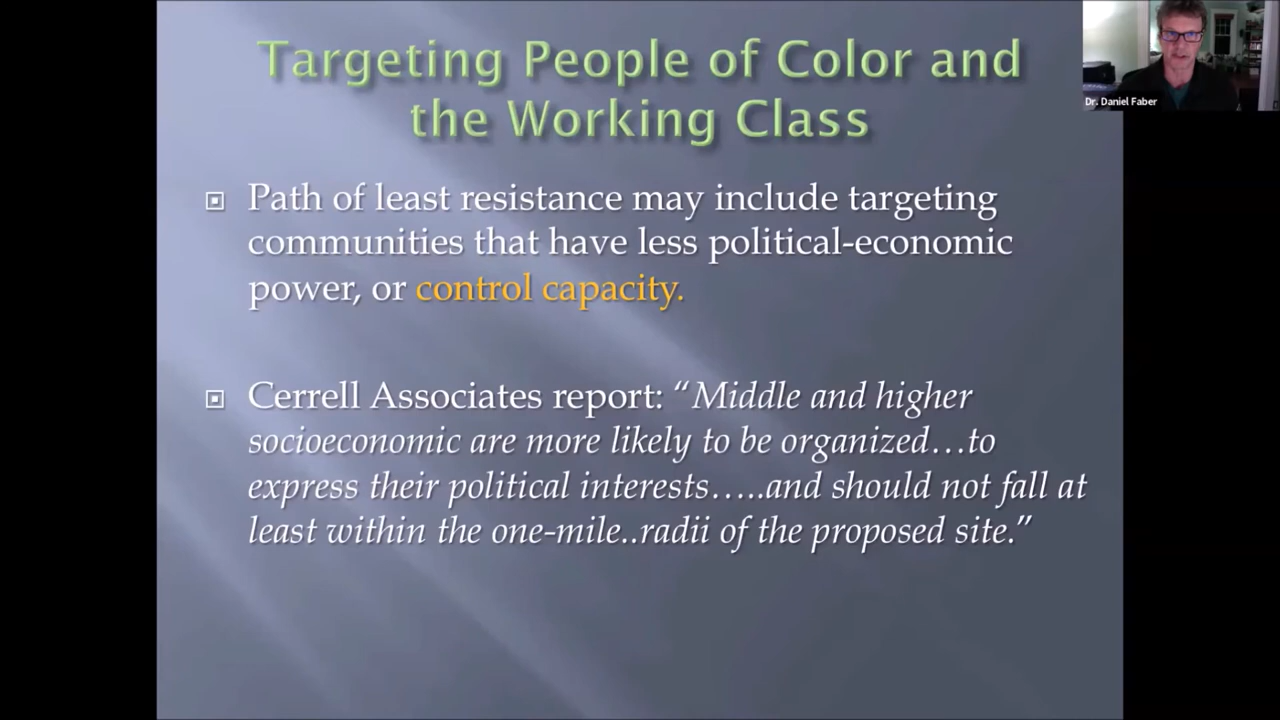 Targeting People of Color and
the Working Class
Dr. Daniel Faber
Path of least resistance may include targeting
communities that have less political-economic
power, or control capacity.
Cerrell Associates report: “Middle and higher
socioeconomic are more likely to be organized…to
express their political interests…..and should not fall at
least within the one-mile..radii of the proposed site.”